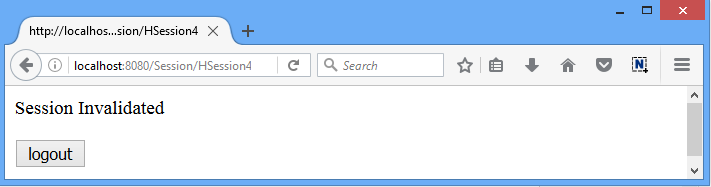 http://localhos...sion/HSession4
localhost:8080/Session/HSession4
Search
N
Session Invalidated
logout